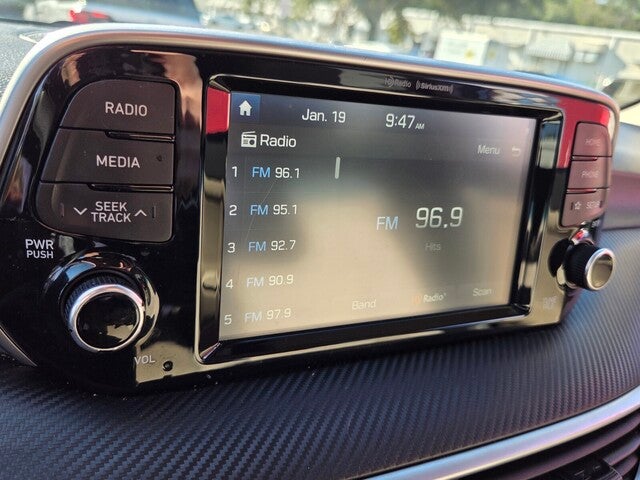 HD Radio SiriusXM
RADIO
MEDIA
SEEK
TRACK
PWR
PUSH
VOL
Jan. 19 9:47 AM
Radio
Menu
1 FM 96.1
2 FM 95.1
3 FM 92.7
4 FM 90.9
5 FM 97.9
FM 96.9
Hits
Band Radio Scan
HOME
PHONE
SETUP
TUNE